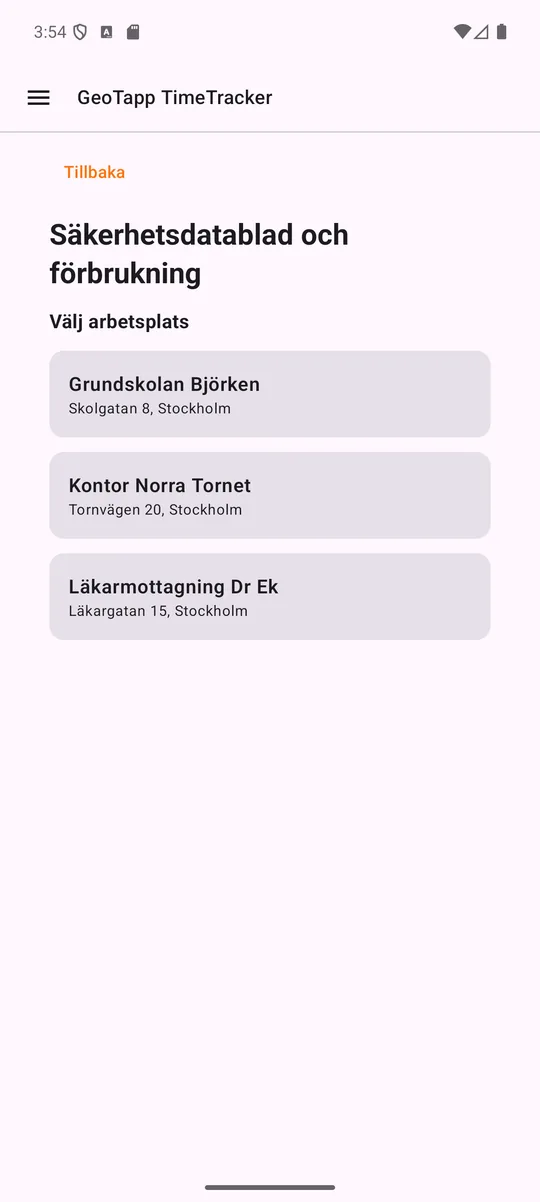 3:54
GeoTapp TimeTracker
Tillbaka
Säkerhetsdatablad och
förbrukning
Välj arbetsplats
Grundskolan Björken
Skolgatan 8, Stockholm
Kontor Norra Tornet
Tornvägen 20, Stockholm
Läkarmottagning Dr Ek
Läkargatan 15, Stockholm